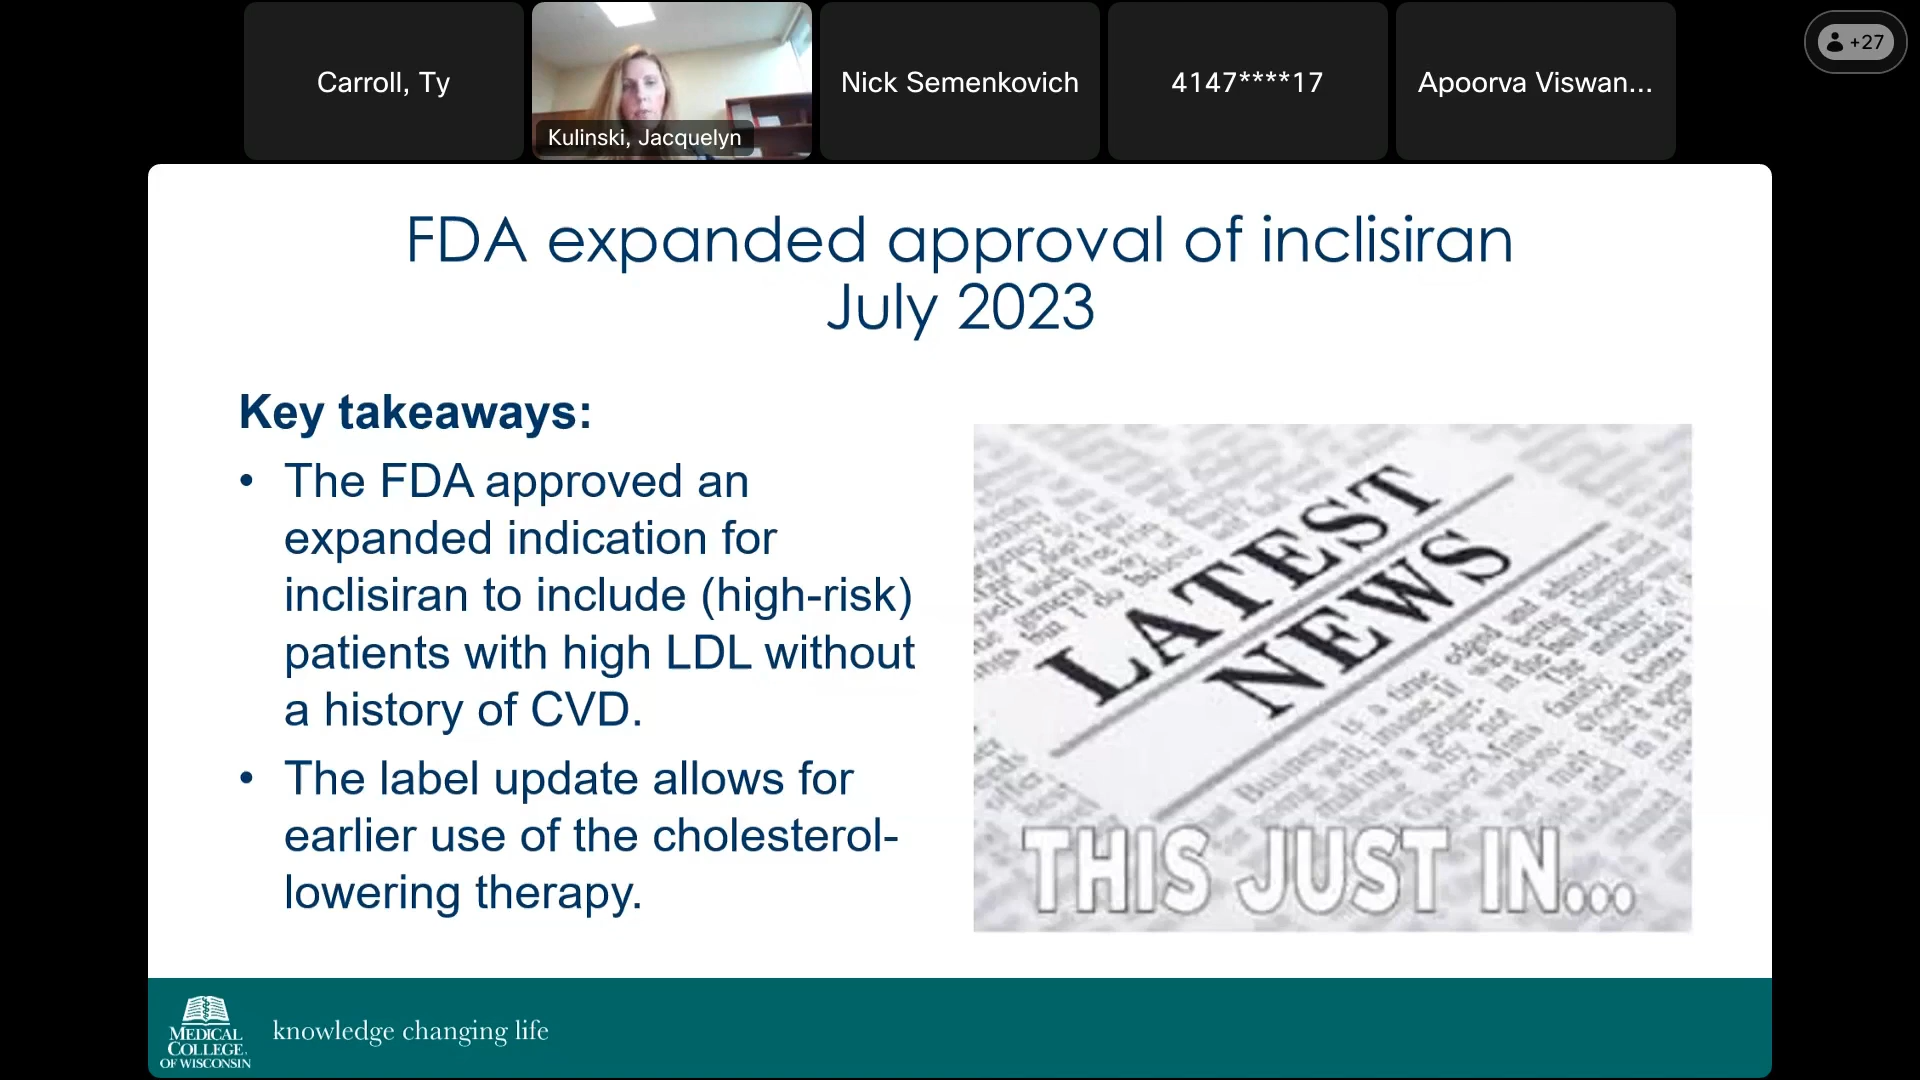 Carroll, Ty
Kulinski, Jacquelyn
Nick Semenkovich
4147****17
Apoorva Viswan...
+27
FDA expanded approval of inclisiran
July 2023
Key takeaways:
• The FDA approved an
expanded indication for
inclisiran to include (high-risk)
patients with high LDL without
a history of CVD.
• The label update allows for
earlier use of the cholesterol-
lowering therapy.
LATEST
NEWS
THIS JUST IN...
MEDICAL
COLLEGE
OF WISCONSIN
knowledge changing life